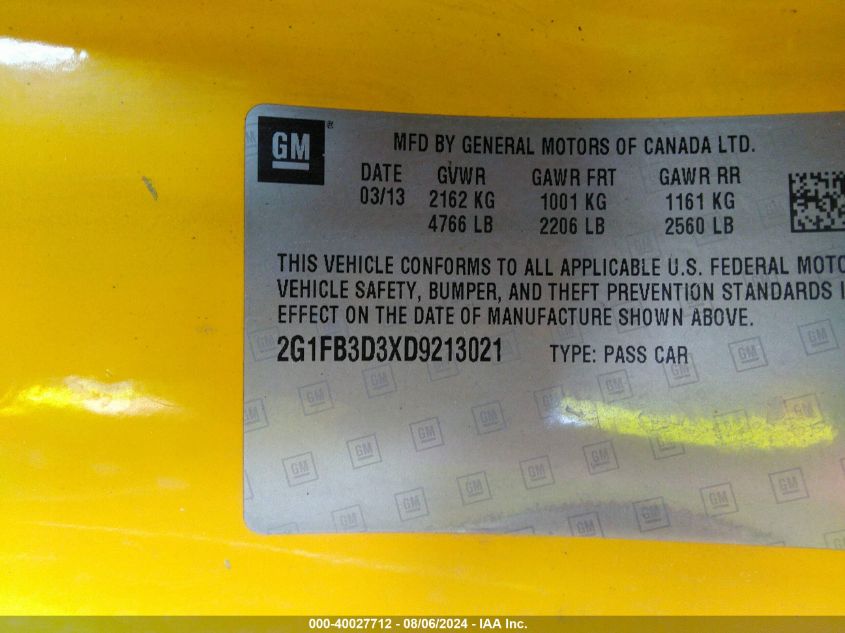 GM
MFD BY GENERAL MOTORS OF CANADA LTD.
DATE GVWR GAWR FRT GAWR RR
03/13 2162 KG 1001 KG 1161 KG
4766 LB 2206 LB 2560 LB
THIS VEHICLE CONFORMS TO ALL APPLICABLE U.S. FEDERAL MOTO
VEHICLE SAFETY, BUMPER, AND THEFT PREVENTION STANDARDS I
EFFECT ON THE DATE OF MANUFACTURE SHOWN ABOVE.
2G1FB3D3XD9213021 TYPE: PASS CAR
000-40027712 - 08/06/2024 - IAA Inc.